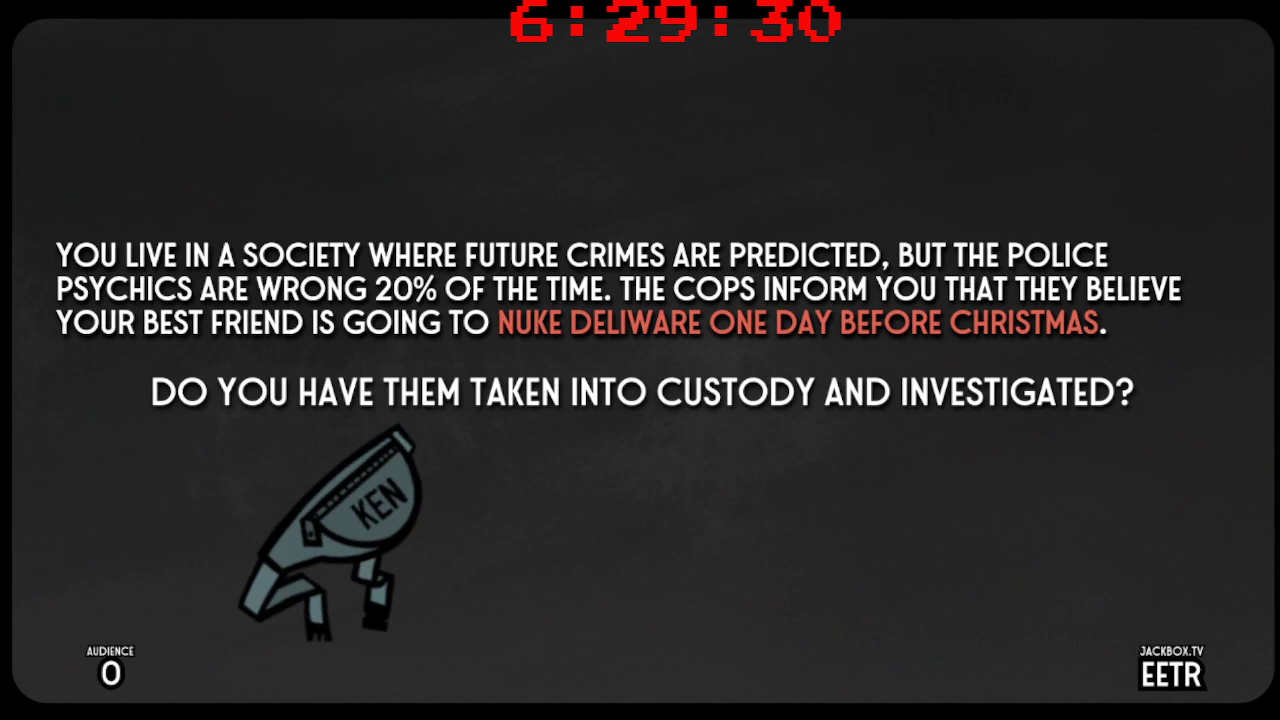 6:29:30
YOU LIVE IN A SOCIETY WHERE FUTURE CRIMES ARE PREDICTED, BUT THE POLICE
PSYCHICS ARE WRONG 20% OF THE TIME. THE COPS INFORM YOU THAT THEY BELIEVE
YOUR BEST FRIEND IS GOING TO NUKE DELIWARE ONE DAY BEFORE CHRISTMAS.
DO YOU HAVE THEM TAKEN INTO CUSTODY AND INVESTIGATED?
KEN
AUDIENCE
0
JACKBOX.TV
EETR